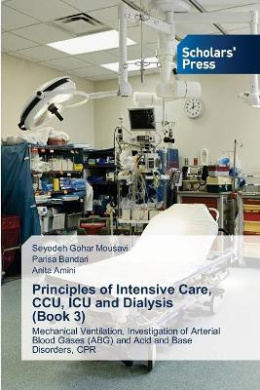 Scholars'
Press
Seyedeh Gohar Mousavi
Parisa Bandari
Anita Amini
Principles of Intensive Care,
CCU, ICU and Dialysis
(Book 3)
Mechanical Ventilation, Investigation of Arterial
Blood Gases (ABG) and Acid and Base
Disorders, CPR